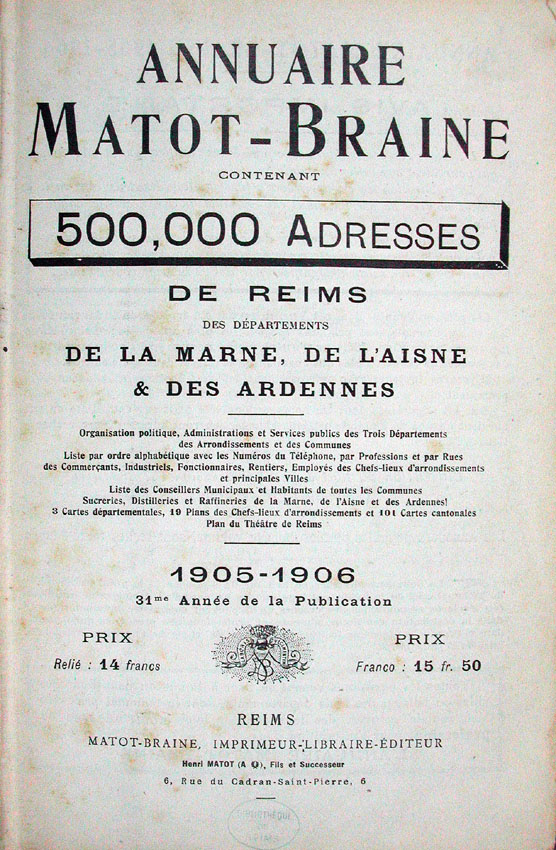 ANNUAIRE
MATOT-BRAINE
CONTENANT
500,000 ADRESSES
DE REIMS
DES DÉPARTEMENTS
DE LA MARNE, DE L'AISNE
& DES ARDENNES
Organisation politique, Administrations et Services publics des Trois Départements
des Arrondissements et des Communes
Liste par ordre alphabétique avec les Numéros du Téléphone, par Professions et par Rues
des Commerçants, Industriels, Fonctionnaires, Rentiers, Employés des Chefs-lieux d'arrondissements
et principales Villes
Liste des Conseillers Municipaux et Habitants de toutes les Communes
Sucreries, Distilleries et Raffineries de la Marne, de l'Aisne et des Ardennes!
3 Cartes départementales, 19 Plans des Chefs-lieux d'arrondissements et 101 Cartes cantonales
Plan du Théâtre de Reims
1905-1906
31me Année de la Publication
PRIX
Relié : 14 francs
PRIX
Franco : 15 fr. 50
REIMS
MATOT-BRAINE, IMPRIMEUR-LIBRAIRE-ÉDITEUR
Henri MATOT (A), Fils et Successeur
6, Rue du Cadran-Saint-Pierre, 6
BIBLIOTHÈQUE
DE
REIMS